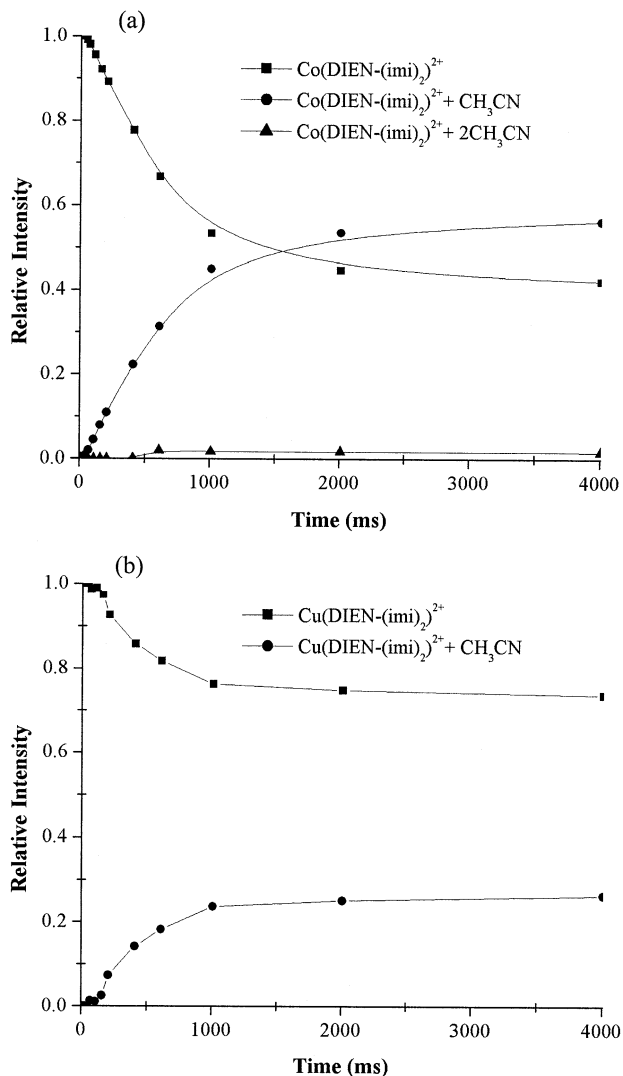 (a)
Co(DIEN-(imi)₂)²⁺
Co(DIEN-(imi)₂)²⁺ + CH₃CN
Co(DIEN-(imi)₂)²⁺ + 2CH₃CN
Relative Intensity
1.0
0.8
0.6
0.4
0.2
0.0
0 1000 2000 3000 4000
Time (ms)
(b)
Cu(DIEN-(imi)₂)²⁺
Cu(DIEN-(imi)₂)²⁺ + CH₃CN
Relative Intensity
1.0
0.8
0.6
0.4
0.2
0.0
0 1000 2000 3000 4000
Time (ms)